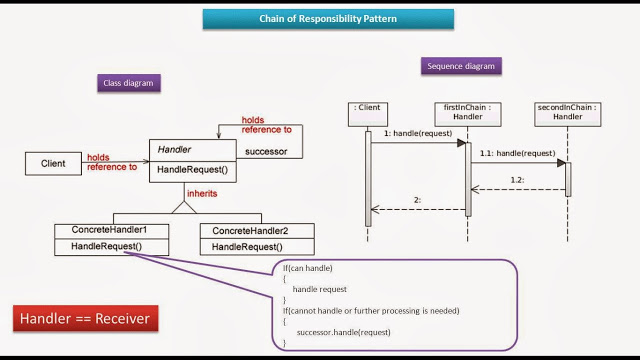 Chain of Responsibility Pattern
Class diagram
Sequence diagram
holds
reference to
Handler
successor
HandleRequest()
Client
holds
reference to
inherits
ConcreteHandler1
HandleRequest()
ConcreteHandler2
HandleRequest()
: Client
firstInChain :
Handler
secondInChain :
Handler
1: handle(request)
1.1: handle(request)
1.2:
2:
If(can handle)
{
handle request
}
If(cannot handle or further processing is needed)
{
successor.handle(request)
}
Handler == Receiver